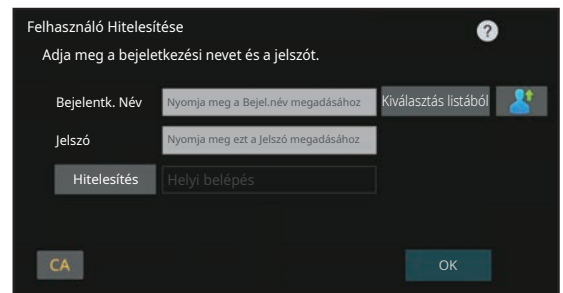 Felhasználó Hitelesítése
?
Adja meg a bejeletkezési nevet és a jelszót.
Bejelentk. Név
Nyomja meg a Bejel.név megadásához
Kiválasztás listából
Jelszó
Nyomja meg ezt a Jelszó megadásához
Hitelesítés
Helyi belépés
CA
OK